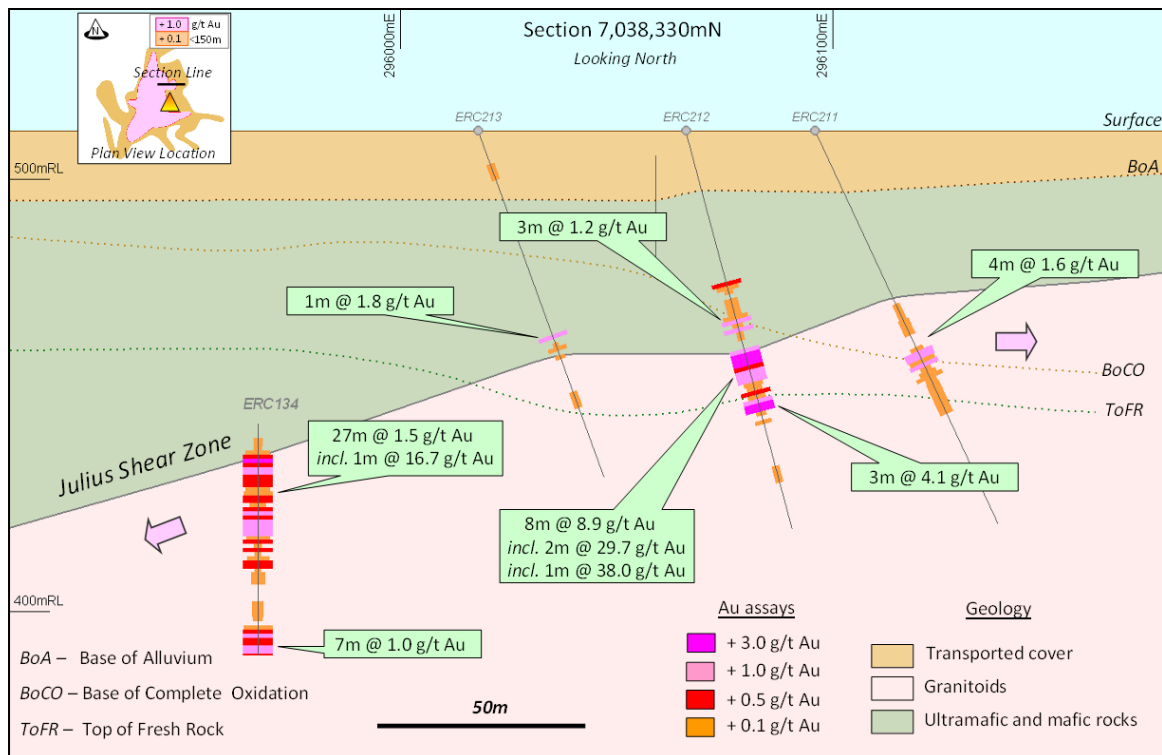 Section 7,038,330mN
Looking North
296000mE
296100mE
N
+ 1.0 g/t Au
+ 0.1 <150m
Section Line
Plan View Location
ERC213
ERC212
ERC211
Surface
500mRL
BoA
3m @ 1.2 g/t Au
4m @ 1.6 g/t Au
1m @ 1.8 g/t Au
BoCO
ToFR
ERC134
27m @ 1.5 g/t Au
incl. 1m @ 16.7 g/t Au
Julius Shear Zone
3m @ 4.1 g/t Au
8m @ 8.9 g/t Au
incl. 2m @ 29.7 g/t Au
incl. 1m @ 38.0 g/t Au
400mRL
7m @ 1.0 g/t Au
BoA – Base of Alluvium
BoCO – Base of Complete Oxidation
ToFR – Top of Fresh Rock
50m
Au assays
+ 3.0 g/t Au
+ 1.0 g/t Au
+ 0.5 g/t Au
+ 0.1 g/t Au
Geology
Transported cover
Granitoids
Ultramafic and mafic rocks